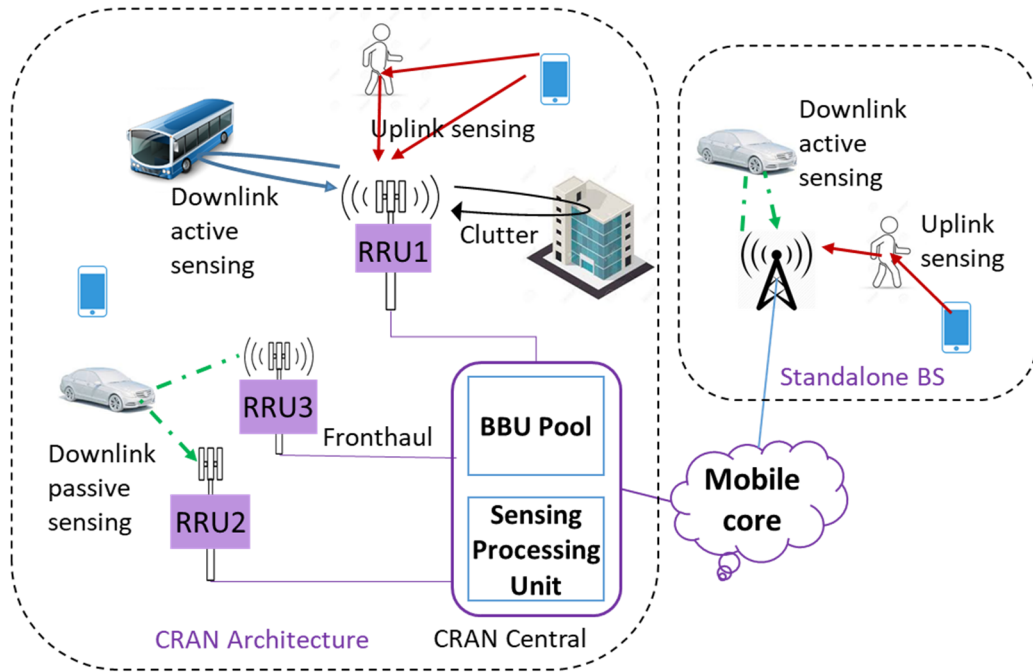 Uplink sensing
Downlink
active
sensing
RRU1
Clutter
RRU3
Fronthaul
Downlink
passive
sensing
RRU2
BBU Pool
Sensing
Processing
Unit
CRAN Architecture
CRAN Central
Downlink
active
sensing
Uplink
sensing
Standalone BS
Mobile
core